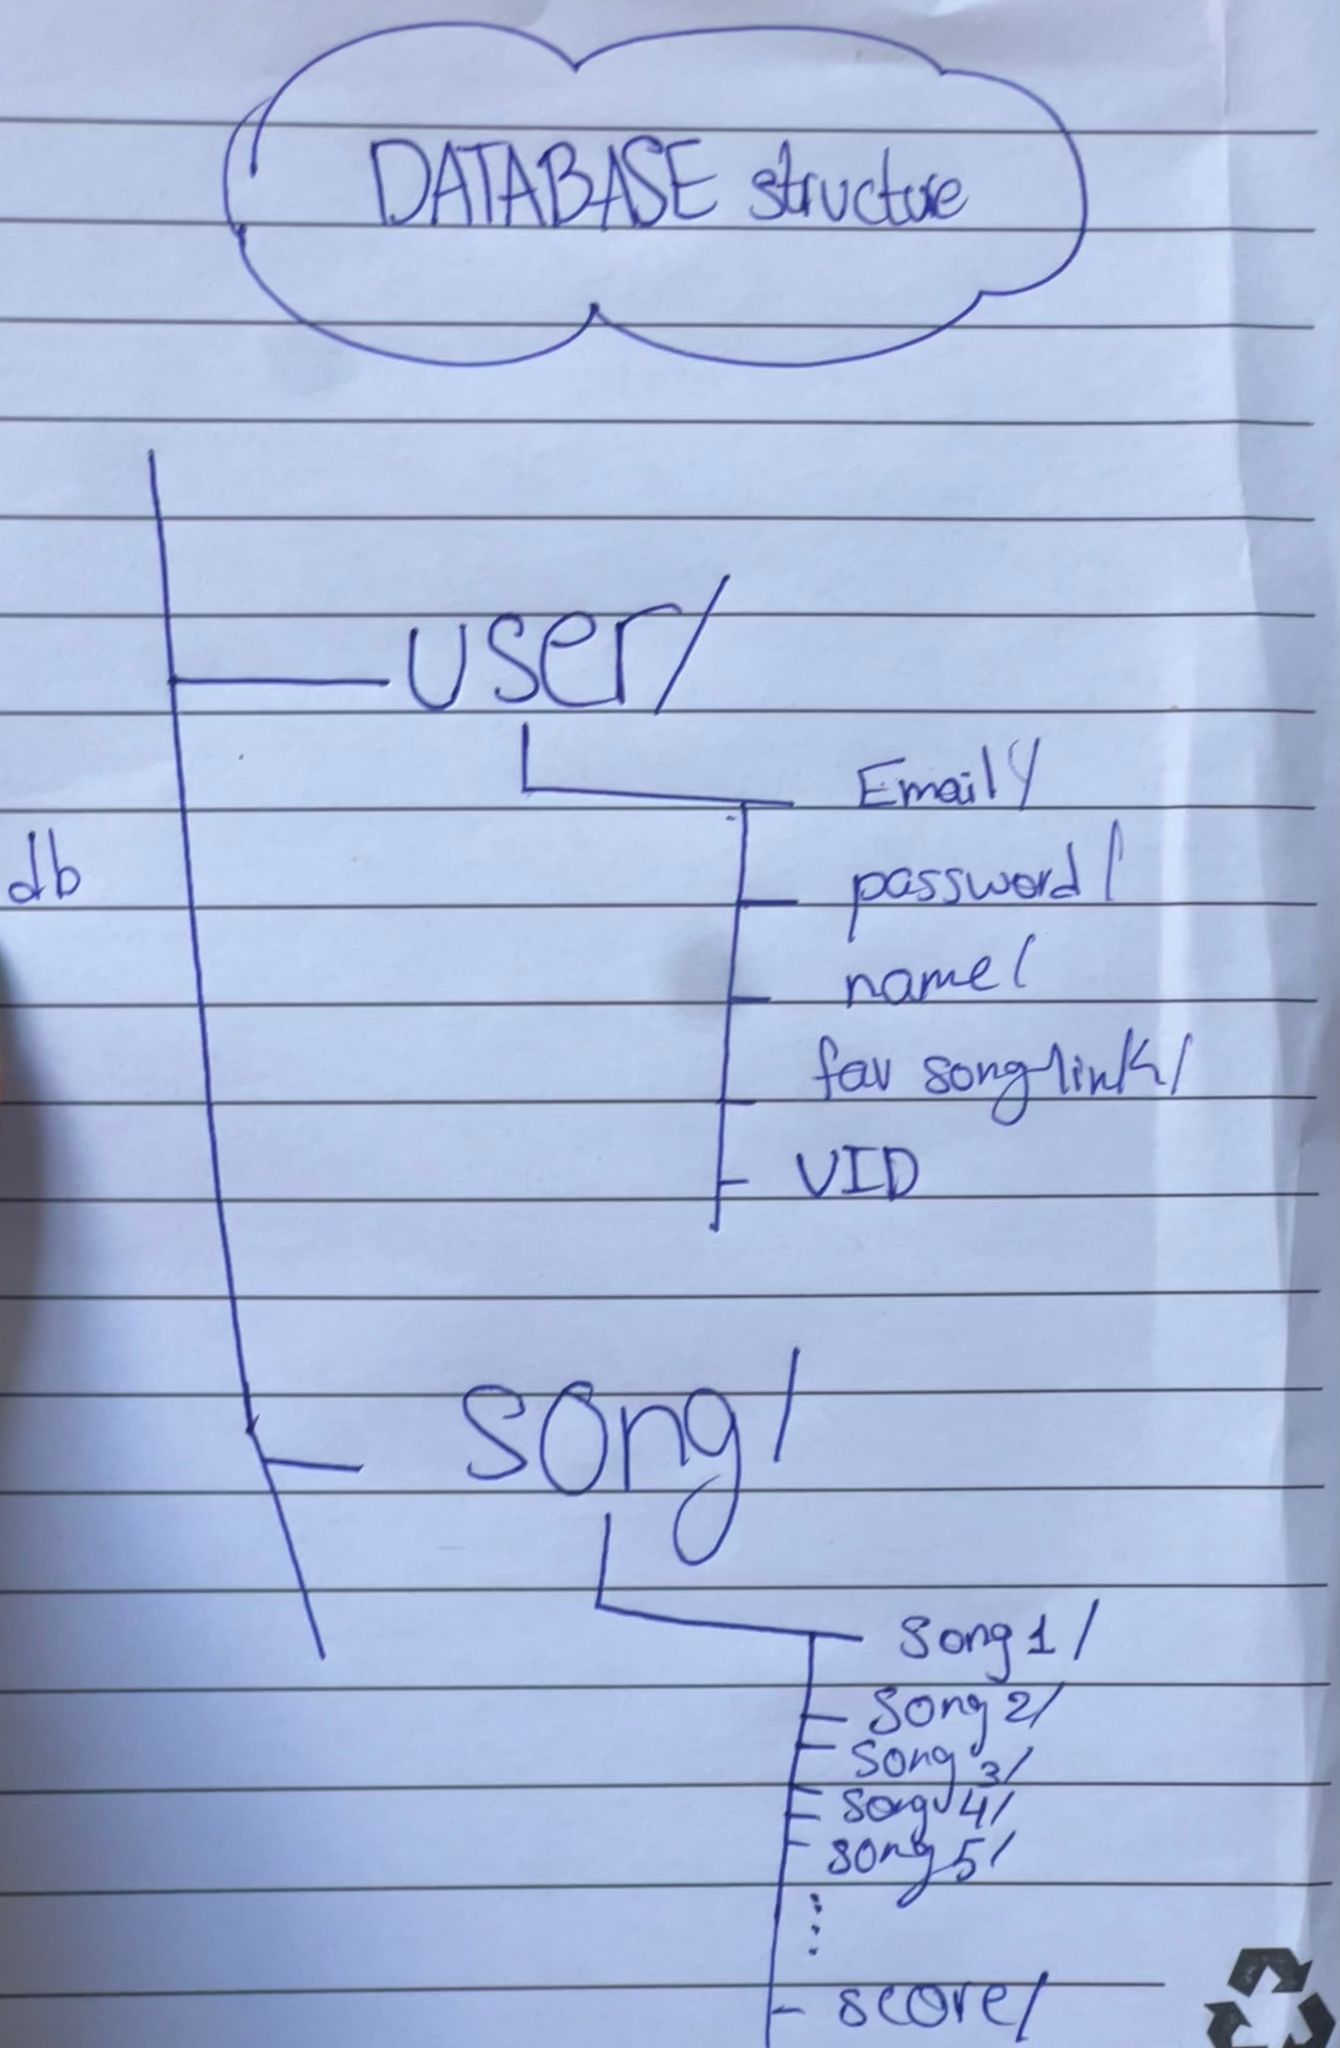 DATABASE structure
user/
Email/
db
password/
name/
fav song link/
UID
song/
song 1/
song 2/
song 3/
song 4/
song 5/
score/